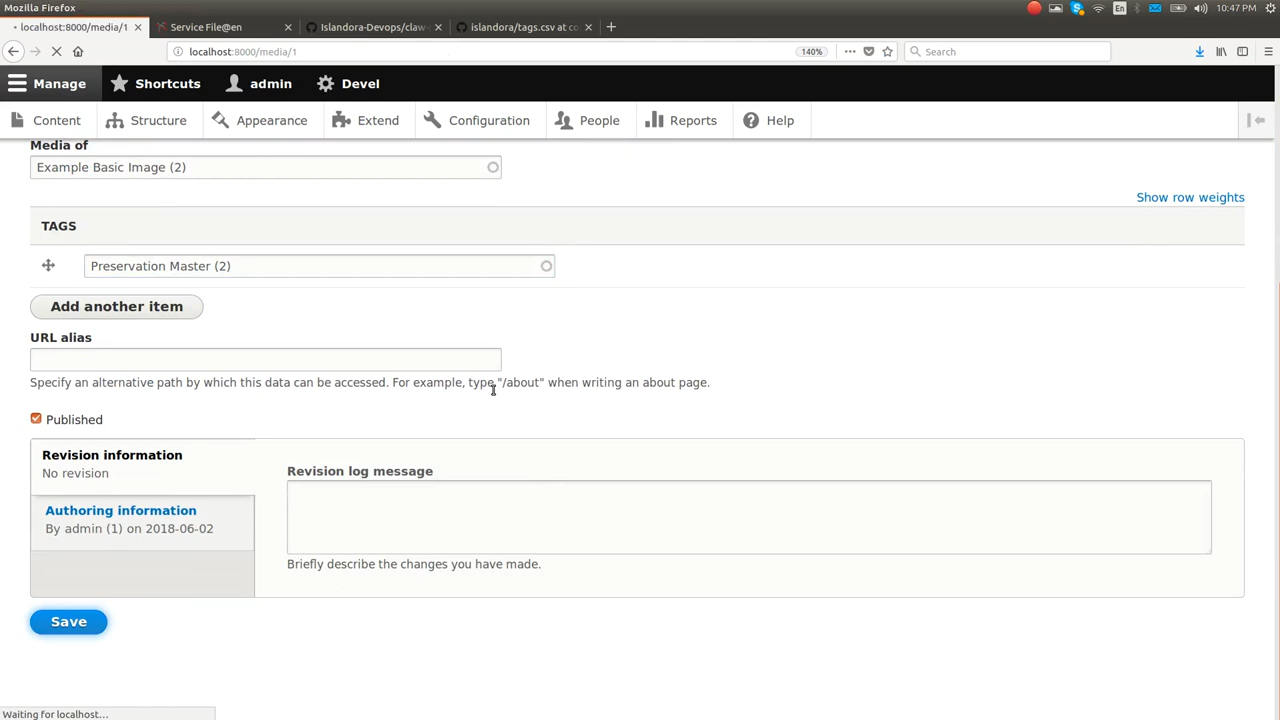 Mozilla Firefox
En
10:47 PM
localhost:8000/media/1
Service File@en
Islandora-Devops/claw-
islandora/tags.csv at co
localhost:8000/media/1
140%
Search
Manage
Shortcuts
admin
Devel
Content
Structure
Appearance
Extend
Configuration
People
Reports
Help
Media of
Example Basic Image (2)
Show row weights
TAGS
Preservation Master (2)
Add another item
URL alias
Specify an alternative path by which this data can be accessed. For example, type "/about" when writing an about page.
Published
Revision information
No revision
Revision log message
Authoring information
By admin (1) on 2018-06-02
Briefly describe the changes you have made.
Save
Waiting for localhost...